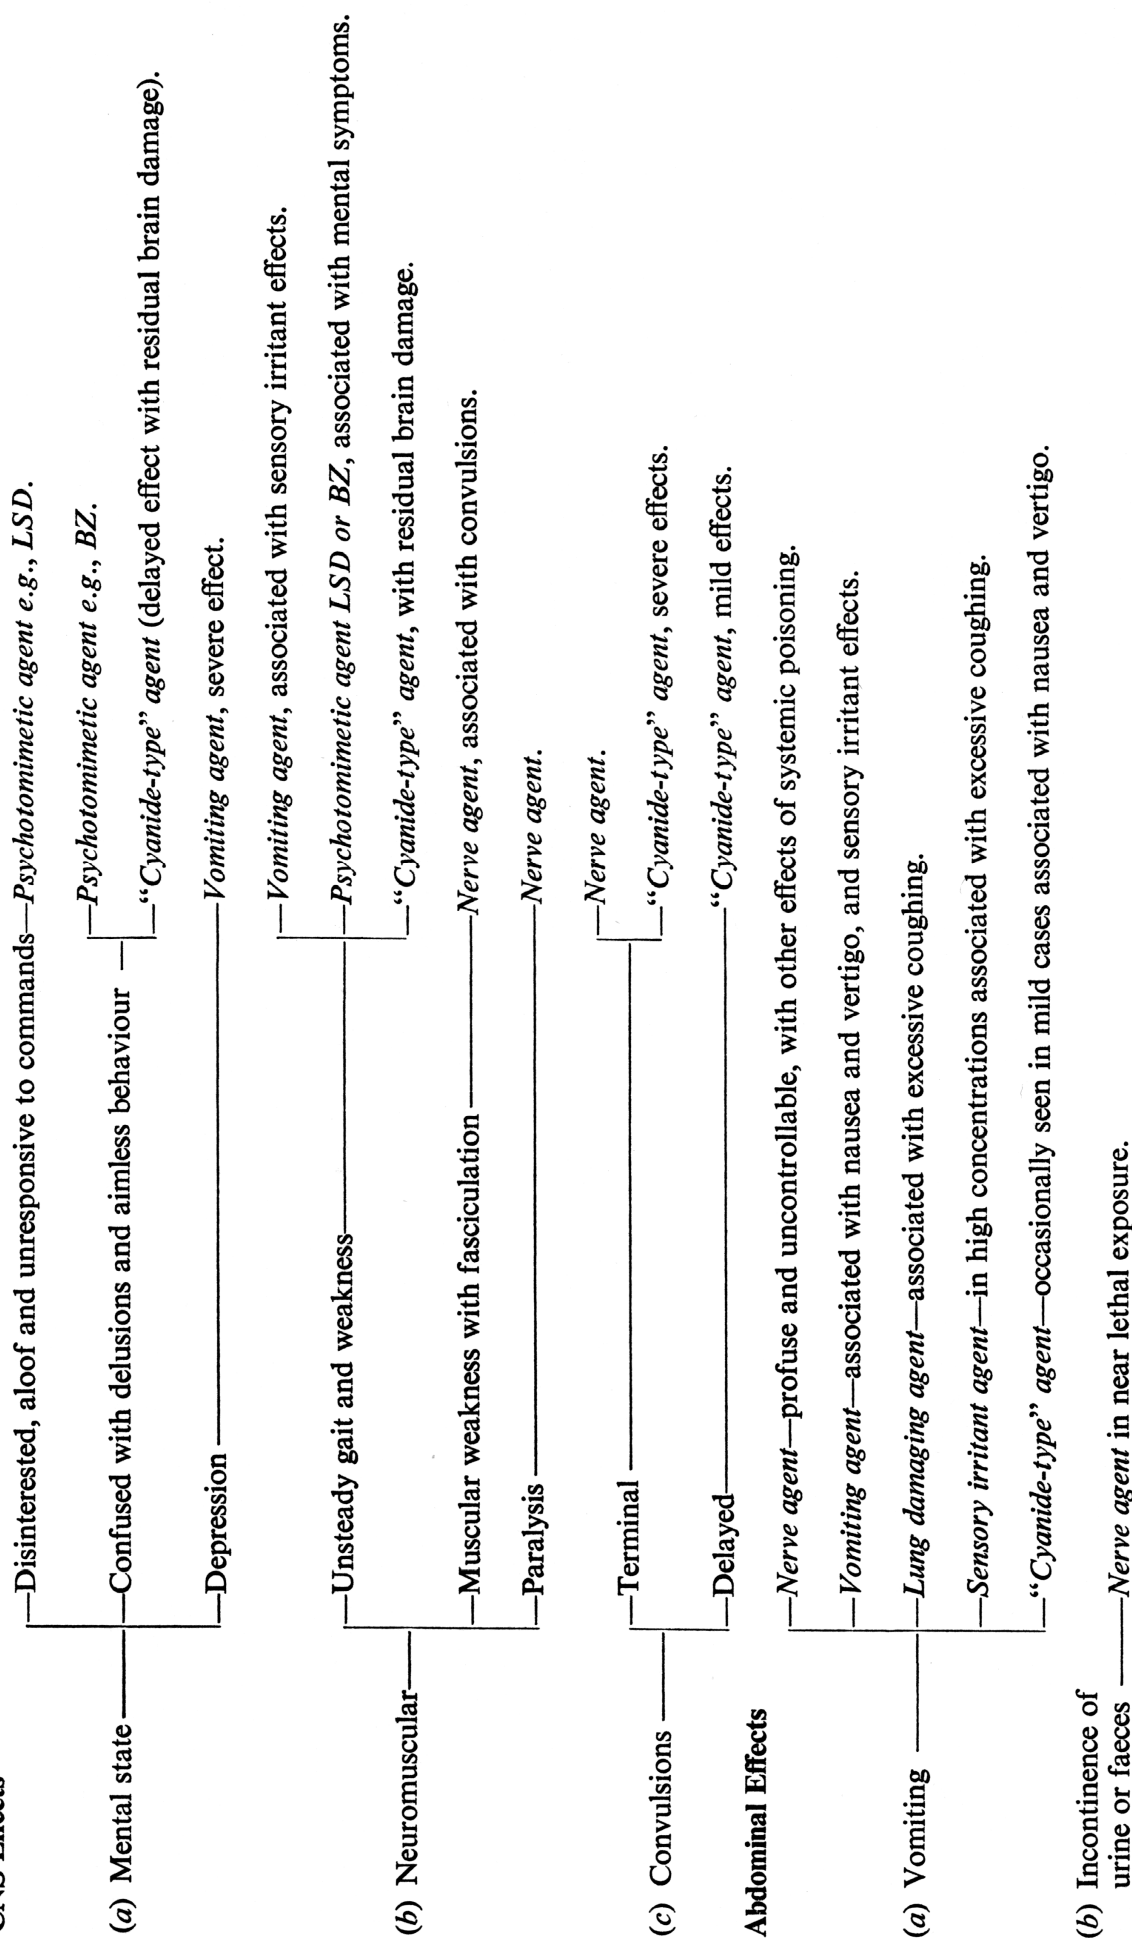 CNS Effects
Disinterested, aloof and unresponsive to commands—Psychotomimetic agent e.g., LSD.
Psychotomimetic agent e.g., BZ.
(a) Mental state
Confused with delusions and aimless behaviour
“Cyanide-type” agent (delayed effect with residual brain damage).
Depression
Vomiting agent, severe effect.
Vomiting agent, associated with sensory irritant effects.
Unsteady gait and weakness
Psychotomimetic agent LSD or BZ, associated with mental symptoms.
(b) Neuromuscular
“Cyanide-type” agent, with residual brain damage.
Muscular weakness with fasciculation
Nerve agent, associated with convulsions.
Paralysis
Nerve agent.
Nerve agent.
Terminal
(c) Convulsions
“Cyanide-type” agent, severe effects.
Delayed
“Cyanide-type” agent, mild effects.
Abdominal Effects
Nerve agent—profuse and uncontrollable, with other effects of systemic poisoning.
Vomiting agent—associated with nausea and vertigo, and sensory irritant effects.
(a) Vomiting
Lung damaging agent—associated with excessive coughing.
Sensory irritant agent—in high concentrations associated with excessive coughing.
“Cyanide-type” agent—occasionally seen in mild cases associated with nausea and vertigo.
(b) Incontinence of
urine or faeces
Nerve agent in near lethal exposure.